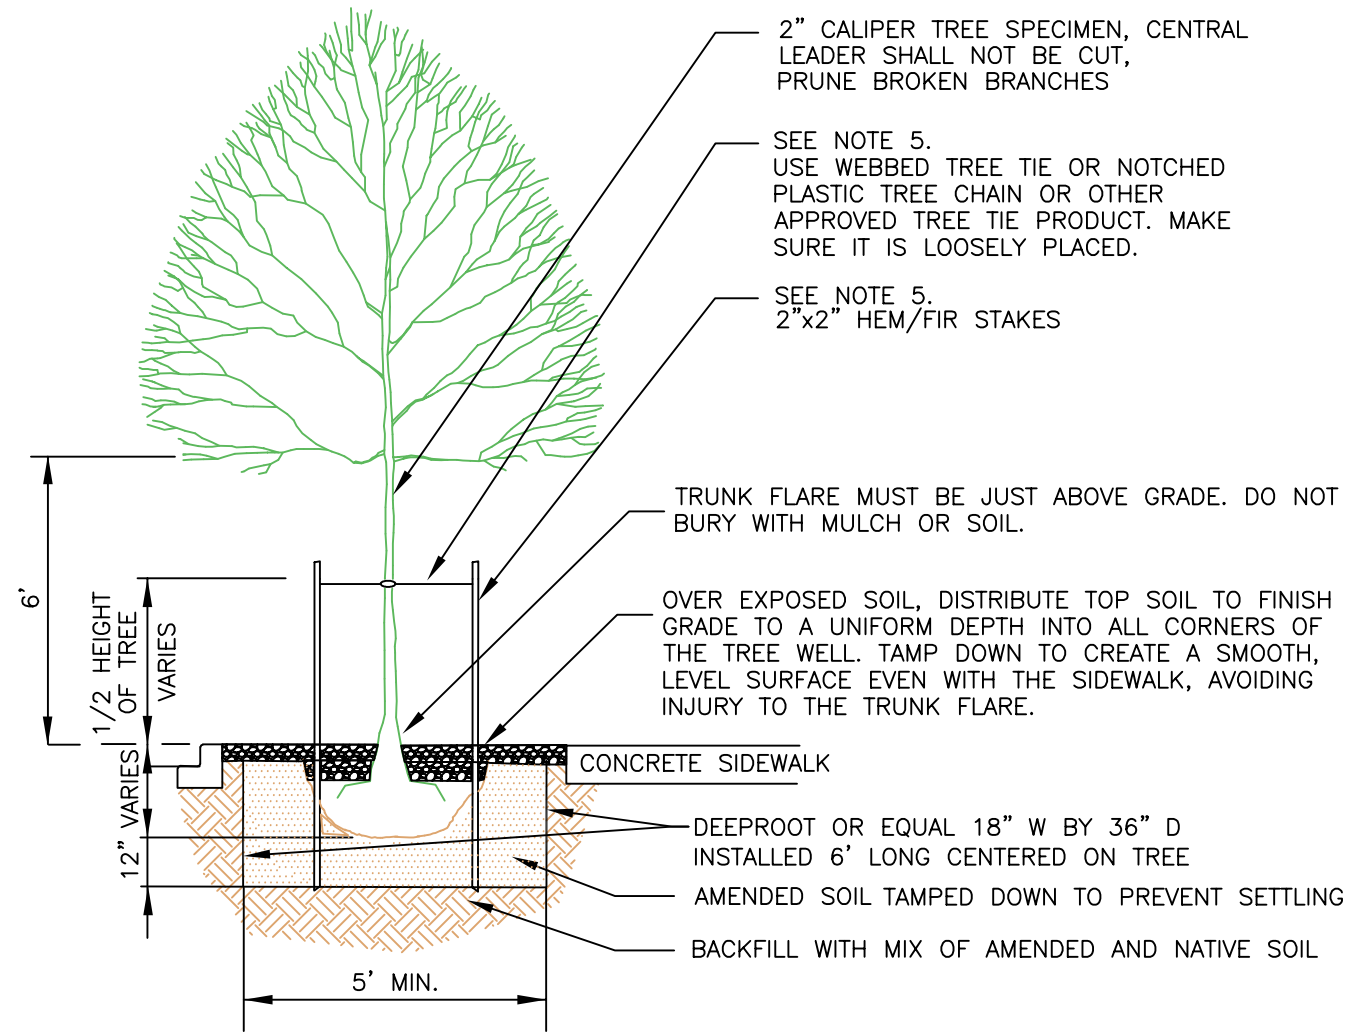 2” CALIPER TREE SPECIMEN, CENTRAL
LEADER SHALL NOT BE CUT,
PRUNE BROKEN BRANCHES
SEE NOTE 5.
USE WEBBED TREE TIE OR NOTCHED
PLASTIC TREE CHAIN OR OTHER
APPROVED TREE TIE PRODUCT. MAKE
SURE IT IS LOOSELY PLACED.
SEE NOTE 5.
2”x2” HEM/FIR STAKES
TRUNK FLARE MUST BE JUST ABOVE GRADE. DO NOT
BURY WITH MULCH OR SOIL.
OVER EXPOSED SOIL, DISTRIBUTE TOP SOIL TO FINISH
GRADE TO A UNIFORM DEPTH INTO ALL CORNERS OF
THE TREE WELL. TAMP DOWN TO CREATE A SMOOTH,
LEVEL SURFACE EVEN WITH THE SIDEWALK, AVOIDING
INJURY TO THE TRUNK FLARE.
6’
1/2 HEIGHT
OF TREE
VARIES
CONCRETE SIDEWALK
VARIES
12”
DEEPROOT OR EQUAL 18” W BY 36” D
INSTALLED 6’ LONG CENTERED ON TREE
AMENDED SOIL TAMPED DOWN TO PREVENT SETTLING
BACKFILL WITH MIX OF AMENDED AND NATIVE SOIL
5’ MIN.